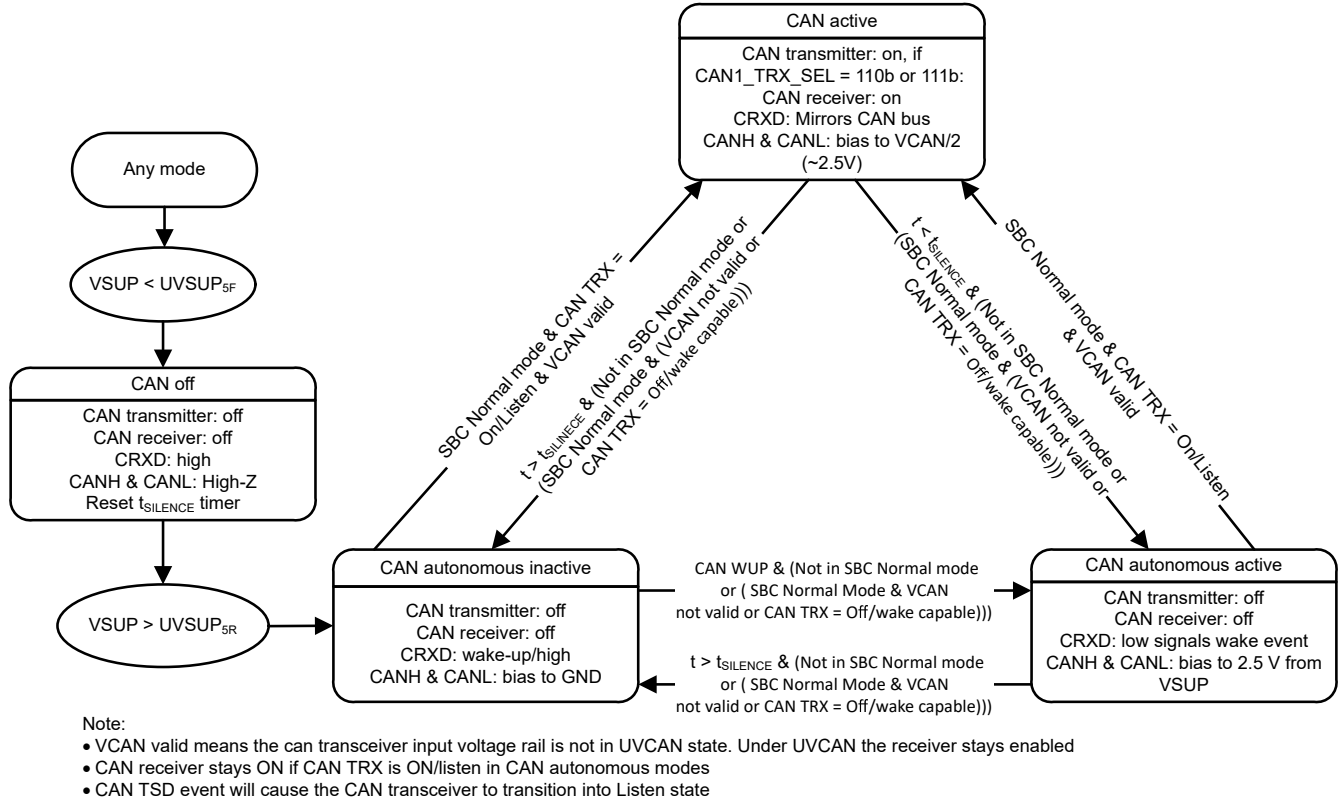 CAN active
CAN transmitter: on, if
CAN1_TRX_SEL = 110b or 111b:
CAN receiver: on
CRXD: Mirrors CAN bus
CANH & CANL: bias to VCAN/2
(~2.5V)
Any mode
VSUP < UVSUP5F
CAN off
CAN transmitter: off
CAN receiver: off
CRXD: high
CANH & CANL: High-Z
Reset tSILENCE timer
VSUP > UVSUP5R
SBC Normal mode & CAN TRX =
On/Listen & VCAN valid
t > tSILINECE & (Not in SBC Normal mode or
(SBC Normal mode & (VCAN not valid or
CAN TRX = Off/wake capable)))
t < tSILENCE & (Not in SBC Normal mode or
(SBC Normal mode & (VCAN not valid or
CAN TRX = Off/wake capable)))
SBC Normal mode & CAN TRX = On/Listen
& VCAN valid
CAN autonomous inactive
CAN transmitter: off
CAN receiver: off
CRXD: wake-up/high
CANH & CANL: bias to GND
CAN WUP & (Not in SBC Normal mode
or ( SBC Normal Mode & VCAN
not valid or CAN TRX = Off/wake capable)))
t > tSILENCE & (Not in SBC Normal mode
or ( SBC Normal Mode & VCAN
not valid or CAN TRX = Off/wake capable)))
CAN autonomous active
CAN transmitter: off
CAN receiver: off
CRXD: low signals wake event
CANH & CANL: bias to 2.5 V from
VSUP
Note:
• VCAN valid means the can transceiver input voltage rail is not in UVCAN state. Under UVCAN the receiver stays enabled
• CAN receiver stays ON if CAN TRX is ON/listen in CAN autonomous modes
• CAN TSD event will cause the CAN transceiver to transition into Listen state